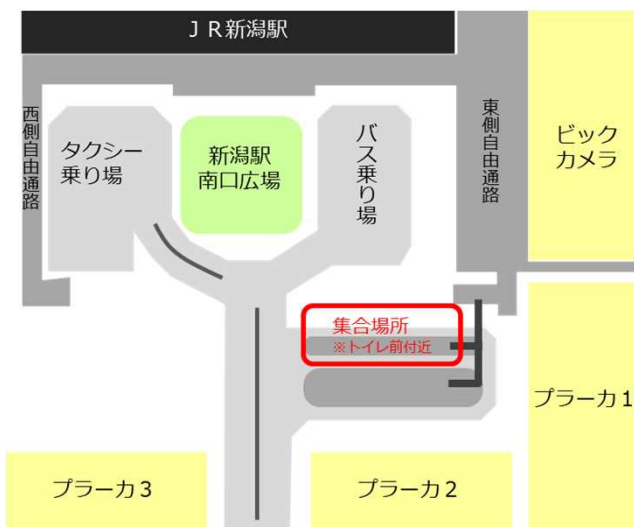 ＪＲ新潟駅
西側自由通路
タクシー
乗り場
新潟駅
南口広場
バス乗り場
東側自由通路
ビック
カメラ
集合場所
※トイレ前付近
プラーカ１
プラーカ３
プラーカ２